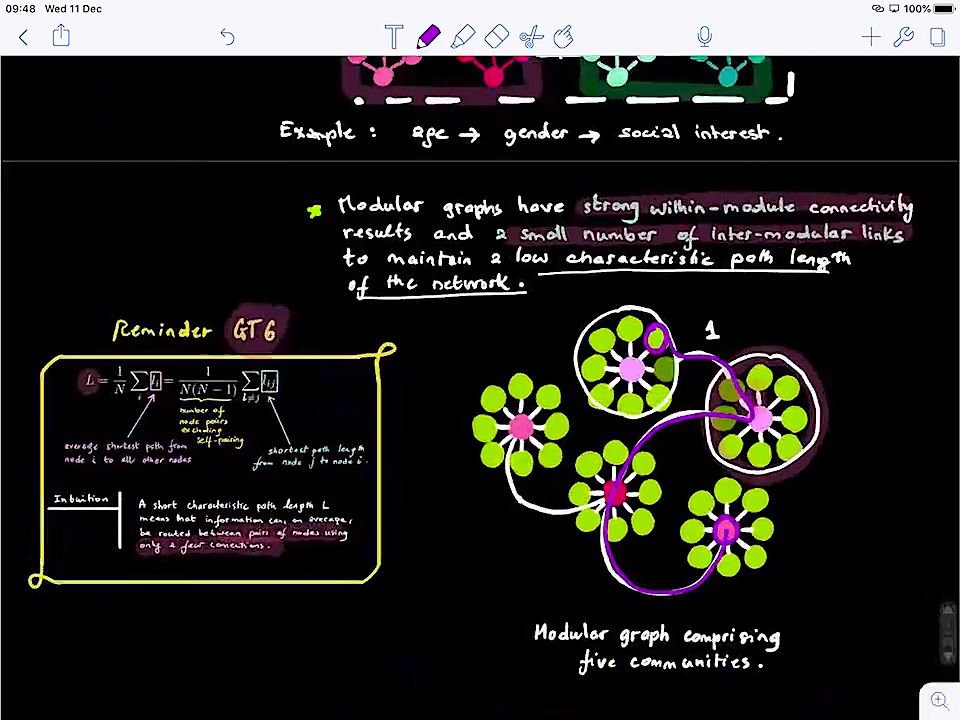 09:48 Wed 11 Dec
100%
T
Example : age → gender → social interest.
Modular graphs have strong within-module connectivity
results and a small number of inter-modular links
to maintain a low characteristic path length
of the network.
Reminder GT6
L = 1/N ∑i li = 1/N(N−1) ∑i≠j lij
number of
node pairs
excluding
self-pairing
average shortest path from
node i to all other nodes
shortest path length
from node j to node i.
Intuition
A short characteristic path length L
means that information can, on average,
be routed between pairs of nodes using
only a few connections.
1
Modular graph comprising
five communities.